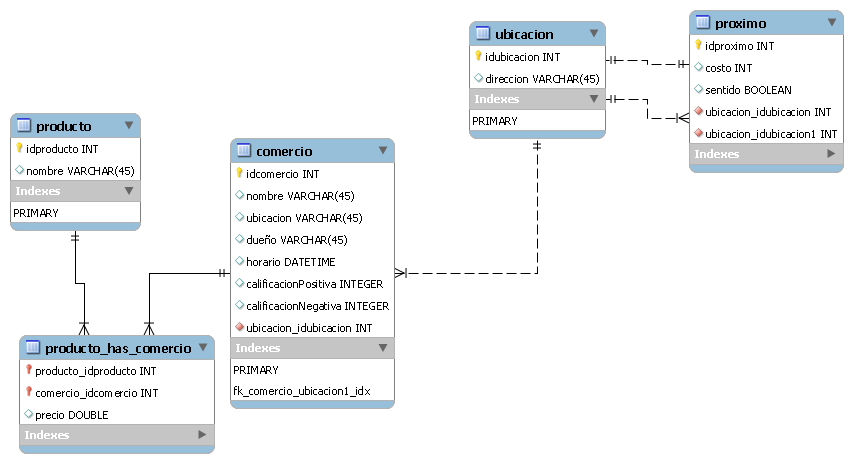 producto
idproducto INT
nombre VARCHAR(45)
Indexes
PRIMARY
producto_has_comercio
producto_idproducto INT
comercio_idcomercio INT
precio DOUBLE
Indexes
comercio
idcomercio INT
nombre VARCHAR(45)
ubicacion VARCHAR(45)
dueño VARCHAR(45)
horario DATETIME
calificacionPositiva INTEGER
calificacionNegativa INTEGER
ubicacion_idubicacion INT
Indexes
PRIMARY
fk_comercio_ubicacion1_idx
ubicacion
idubicacion INT
direccion VARCHAR(45)
Indexes
PRIMARY
proximo
idproximo INT
costo INT
sentido BOOLEAN
ubicacion_idubicacion INT
ubicacion_idubicacion1 INT
Indexes